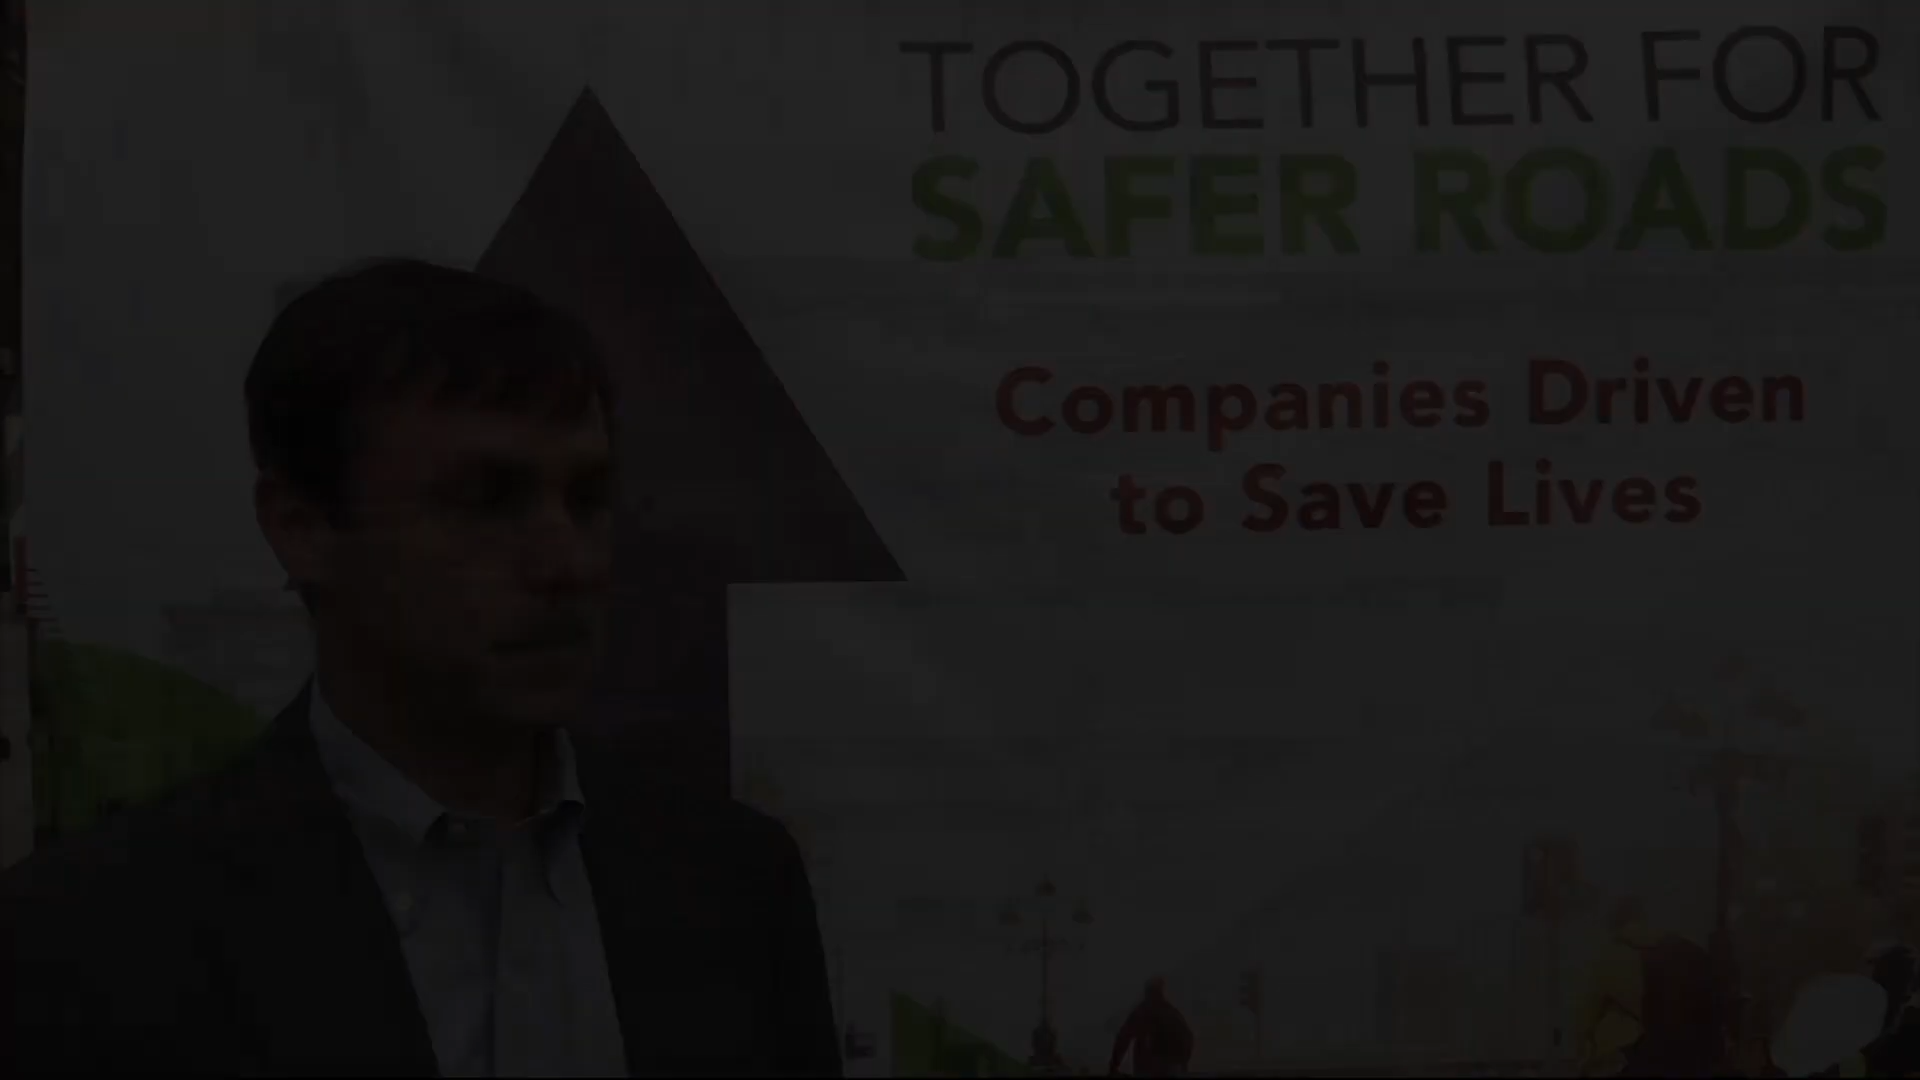 TOGETHER FOR
SAFER ROADS
Companies Driven
to Save Lives